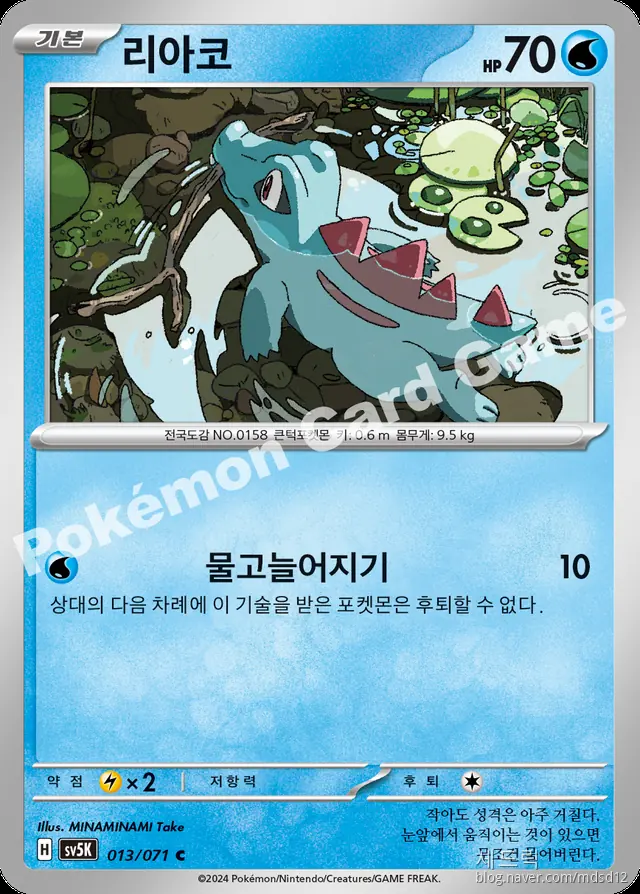 기본 리아코 HP70
전국도감 NO.0158 큰턱포켓몬 키: 0.6 m 몸무게: 9.5 kg
Pokémon Card Game
물고늘어지기 10
상대의 다음 차례에 이 기술을 받은 포켓몬은 후퇴할 수 없다.
약점 ×2 저항력 후퇴
Illus. MINAMINAMI Take
작아도 성격은 아주 거칠다.
눈앞에서 움직이는 것이 있으면
물어버린다.
H SV5K 013/071 C
blog.naver.com/mdsd12
©2024 Pokémon/Nintendo/Creatures/GAME FREAK.